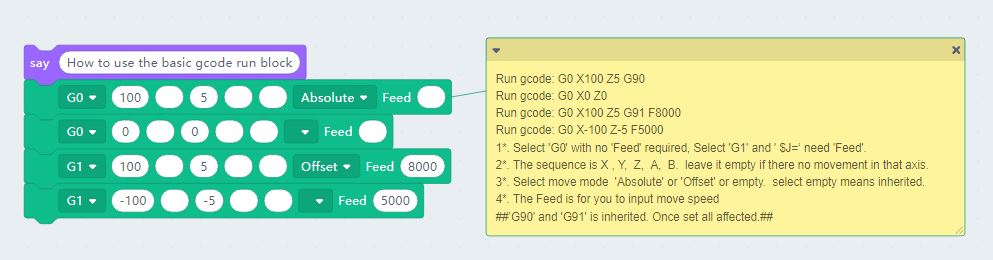 say How to use the basic gcode run block
G0 100 5 Absolute Feed
G0 0 0 Feed
G1 100 5 Offset Feed 8000
G1 -100 -5 Feed 5000
Run gcode: G0 X100 Z5 G90
Run gcode: G0 X0 Z0
Run gcode: G0 X100 Z5 G91 F8000
Run gcode: G0 X-100 Z-5 F5000
1*. Select 'G0' with no 'Feed' required, Select 'G1' and ' $J=' need 'Feed'.
2*. The sequence is X , Y, Z, A, B. leave it empty if there no movement in that axis.
3*. Select move mode 'Absolute' or 'Offset' or empty. select empty means inherited.
4*. The Feed is for you to input move speed
##'G90' and 'G91' is inherited. Once set all affected.##